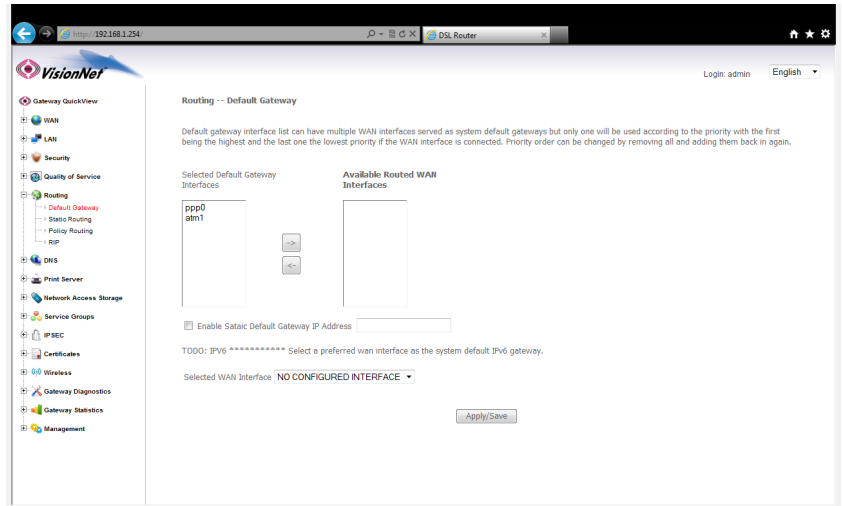 http://192.168.1.254/
DSL Router
VisionNet
Login: admin
English
Gateway QuickView
WAN
LAN
Security
Quality of Service
Routing
Default Gateway
Static Routing
Policy Routing
RIP
DNS
Print Server
Network Access Storage
Service Groups
IPSEC
Certificates
Wireless
Gateway Diagnostics
Gateway Statistics
Management
Routing -- Default Gateway
Default gateway interface list can have multiple WAN interfaces served as system default gateways but only one will be used according to the priority with the first
being the highest and the last one the lowest priority if the WAN interface is connected. Priority order can be changed by removing all and adding them back in again.
Selected Default Gateway
Interfaces
Available Routed WAN
Interfaces
ppp0
atm1
->
<-
Enable Sataic Default Gateway IP Address
TODO: IPV6 *********** Select a preferred wan interface as the system default IPv6 gateway.
Selected WAN Interface NO CONFIGURED INTERFACE
Apply/Save